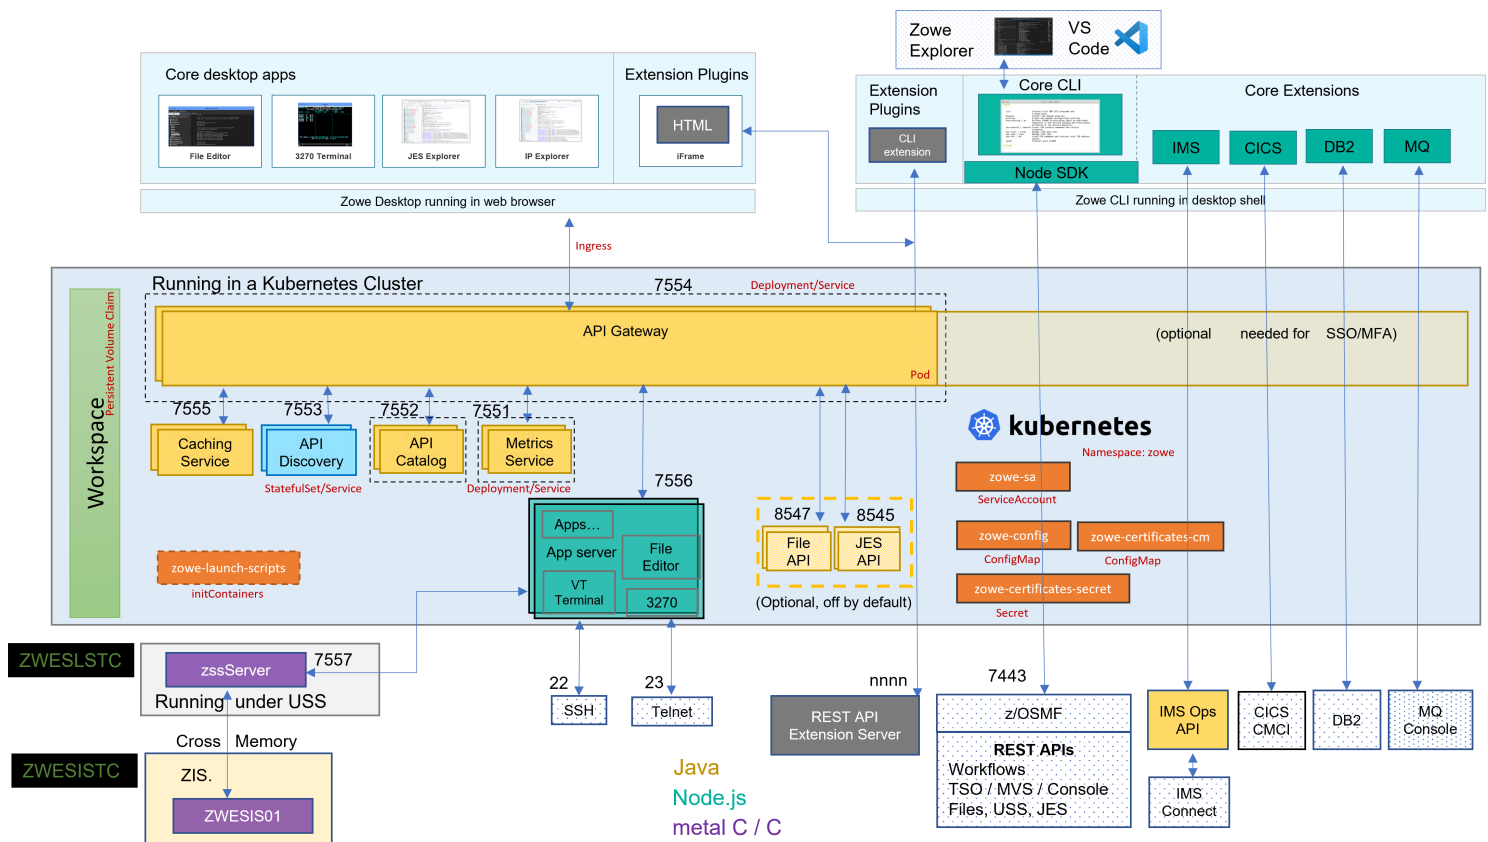 Zowe
Explorer
VS
Code
Core desktop apps
Extension Plugins
File Editor
3270 Terminal
JES Explorer
IP Explorer
HTML
iFrame
Zowe Desktop running in web browser
Extension
Plugins
CLI
extension
Core CLI
Node SDK
Core Extensions
IMS
CICS
DB2
MQ
Zowe CLI running in desktop shell
Ingress
Running in a Kubernetes Cluster
7554
Deployment/Service
API Gateway
Pod
(optional needed for SSO/MFA)
Workspace
Persistent Volume Claim
7555
7553
7552
7551
Caching
Service
API
Discovery
API
Catalog
Metrics
Service
StatefulSet/Service
Deployment/Service
7556
kubernetes
Namespace: zowe
zowe-sa
ServiceAccount
zowe-config
ConfigMap
zowe-certificates-cm
ConfigMap
zowe-certificates-secret
Secret
zowe-launch-scripts
initContainers
Apps...
App server
File
Editor
VT
Terminal
3270
8547
8545
File
API
JES
API
(Optional, off by default)
ZWESLSTC
zssServer
7557
Running under USS
Cross Memory
ZWESISTC
ZIS.
ZWESIS01
22
SSH
23
Telnet
nnnn
REST API
Extension Server
7443
z/OSMF
REST APIs
Workflows
TSO / MVS / Console
Files, USS, JES
IMS Ops
API
IMS
Connect
CICS
CMCI
DB2
MQ
Console
Java
Node.js
metal C / C